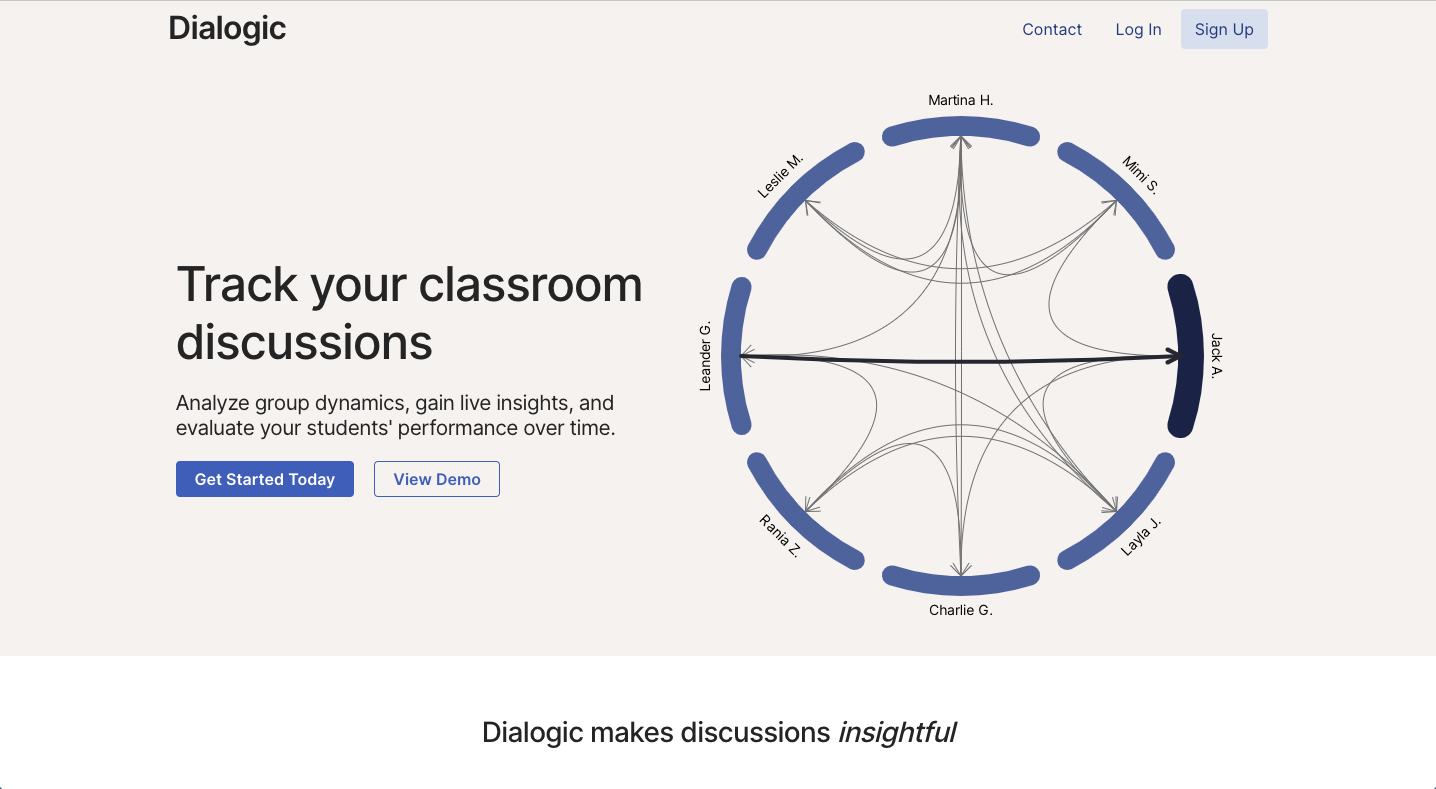 Dialogic
Contact
Log In
Sign Up
Martina H.
Leslie M.
Mimi S.
Track your classroom
discussions
Leander G.
Jack A.
Analyze group dynamics, gain live insights, and
evaluate your students' performance over time.
Get Started Today
View Demo
Rania Z.
Layla J.
Charlie G.
Dialogic makes discussions insightful